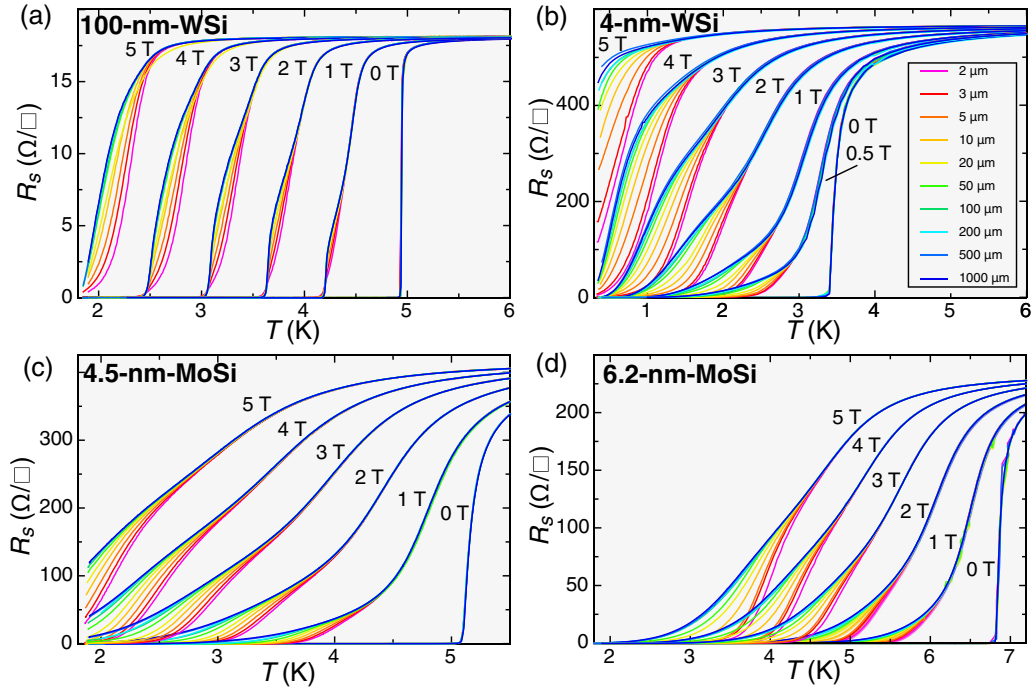 (a)
100-nm-WSi
5 T
4 T
3 T
2 T
1 T
0 T
15
10
5
0
R_s (Ω/□)
2
3
4
5
6
T (K)
(b)
4-nm-WSi
5 T
4 T
3 T
2 T
1 T
0 T
0.5 T
2 µm
3 µm
5 µm
10 µm
20 µm
50 µm
100 µm
200 µm
500 µm
1000 µm
400
200
0
R_s (Ω/□)
1
2
3
4
5
6
T (K)
(c)
4.5-nm-MoSi
5 T
4 T
3 T
2 T
1 T
0 T
300
200
100
0
R_s (Ω/□)
2
3
4
5
T (K)
(d)
6.2-nm-MoSi
5 T
4 T
3 T
2 T
1 T
0 T
200
150
100
50
0
R_s (Ω/□)
2
3
4
5
6
7
T (K)